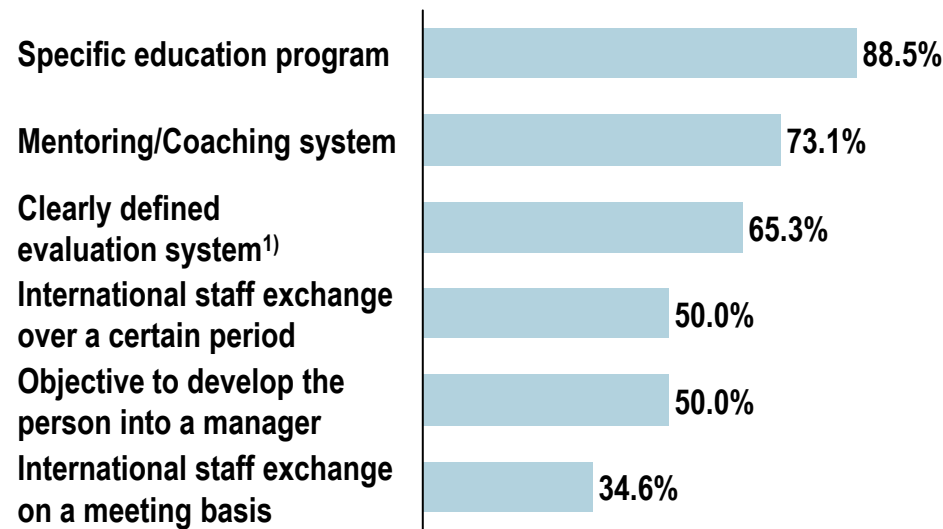 Specific education program
88.5%
Mentoring/Coaching system
73.1%
Clearly defined
evaluation system1)
65.3%
International staff exchange
over a certain period
50.0%
Objective to develop the
person into a manager
50.0%
International staff exchange
on a meeting basis
34.6%